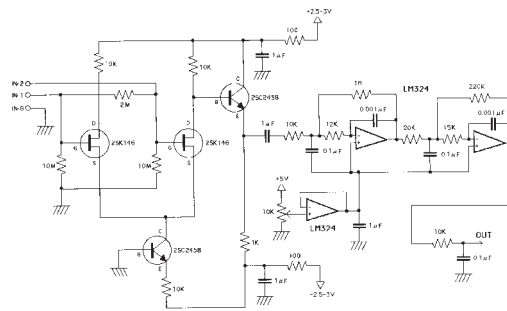 +2.5-3V
100
1μF
10K
10K
C
B
2SC2458
E
IN-2
IN-1
IN-G
2M
D
G
2SK146
S
D
G
2SK146
S
10M
10M
1μF
10K
12K
1M
LM324
0.001μF
0.1μF
20K
220K
15K
0.001μF
0.1μF
+5V
10K
LM324
1μF
1K
C
B
2SC2458
E
10K
1μF
100
-2.5-3V
10K
OUT
0.1μF